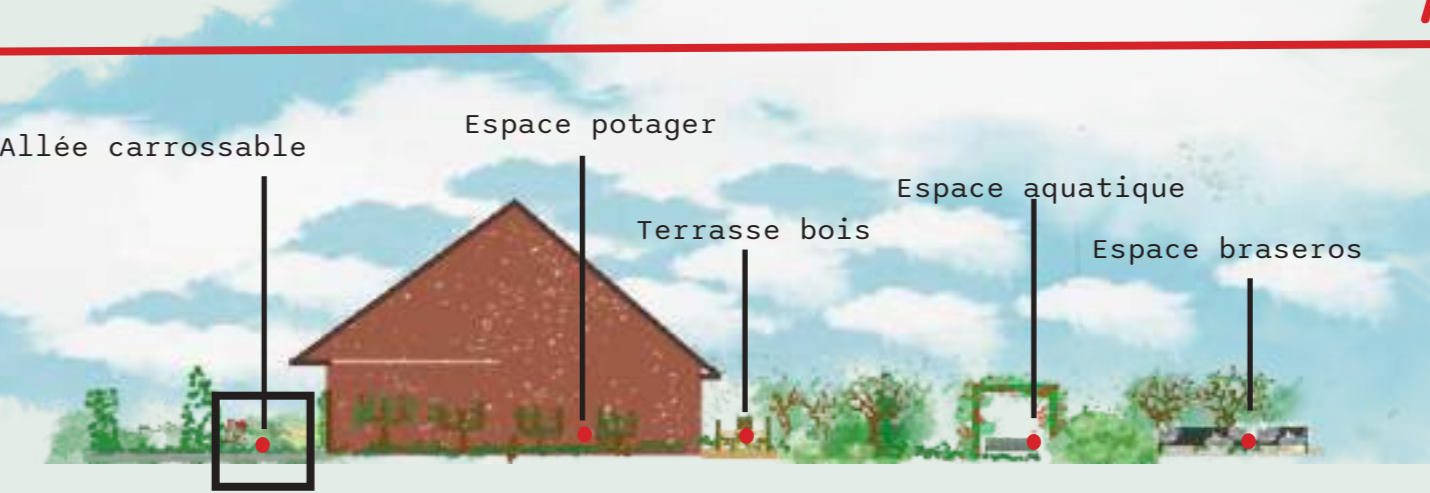 Allée carrossable
Espace potager
Terrasse bois
Espace aquatique
Espace braseros